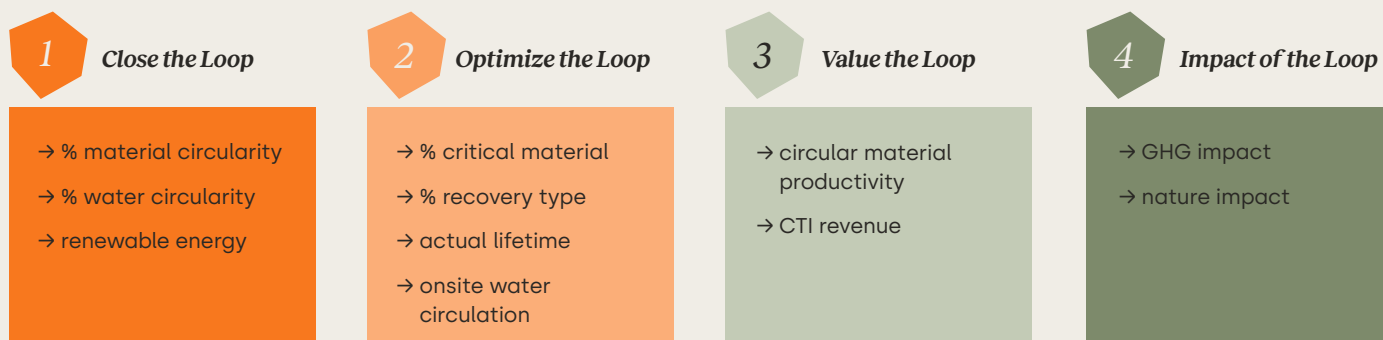 1
Close the Loop
→ % material circularity
→ % water circularity
→ renewable energy
2
Optimize the Loop
→ % critical material
→ % recovery type
→ actual lifetime
→ onsite water
circulation
3
Value the Loop
→ circular material
productivity
→ CTI revenue
4
Impact of the Loop
→ GHG impact
→ nature impact